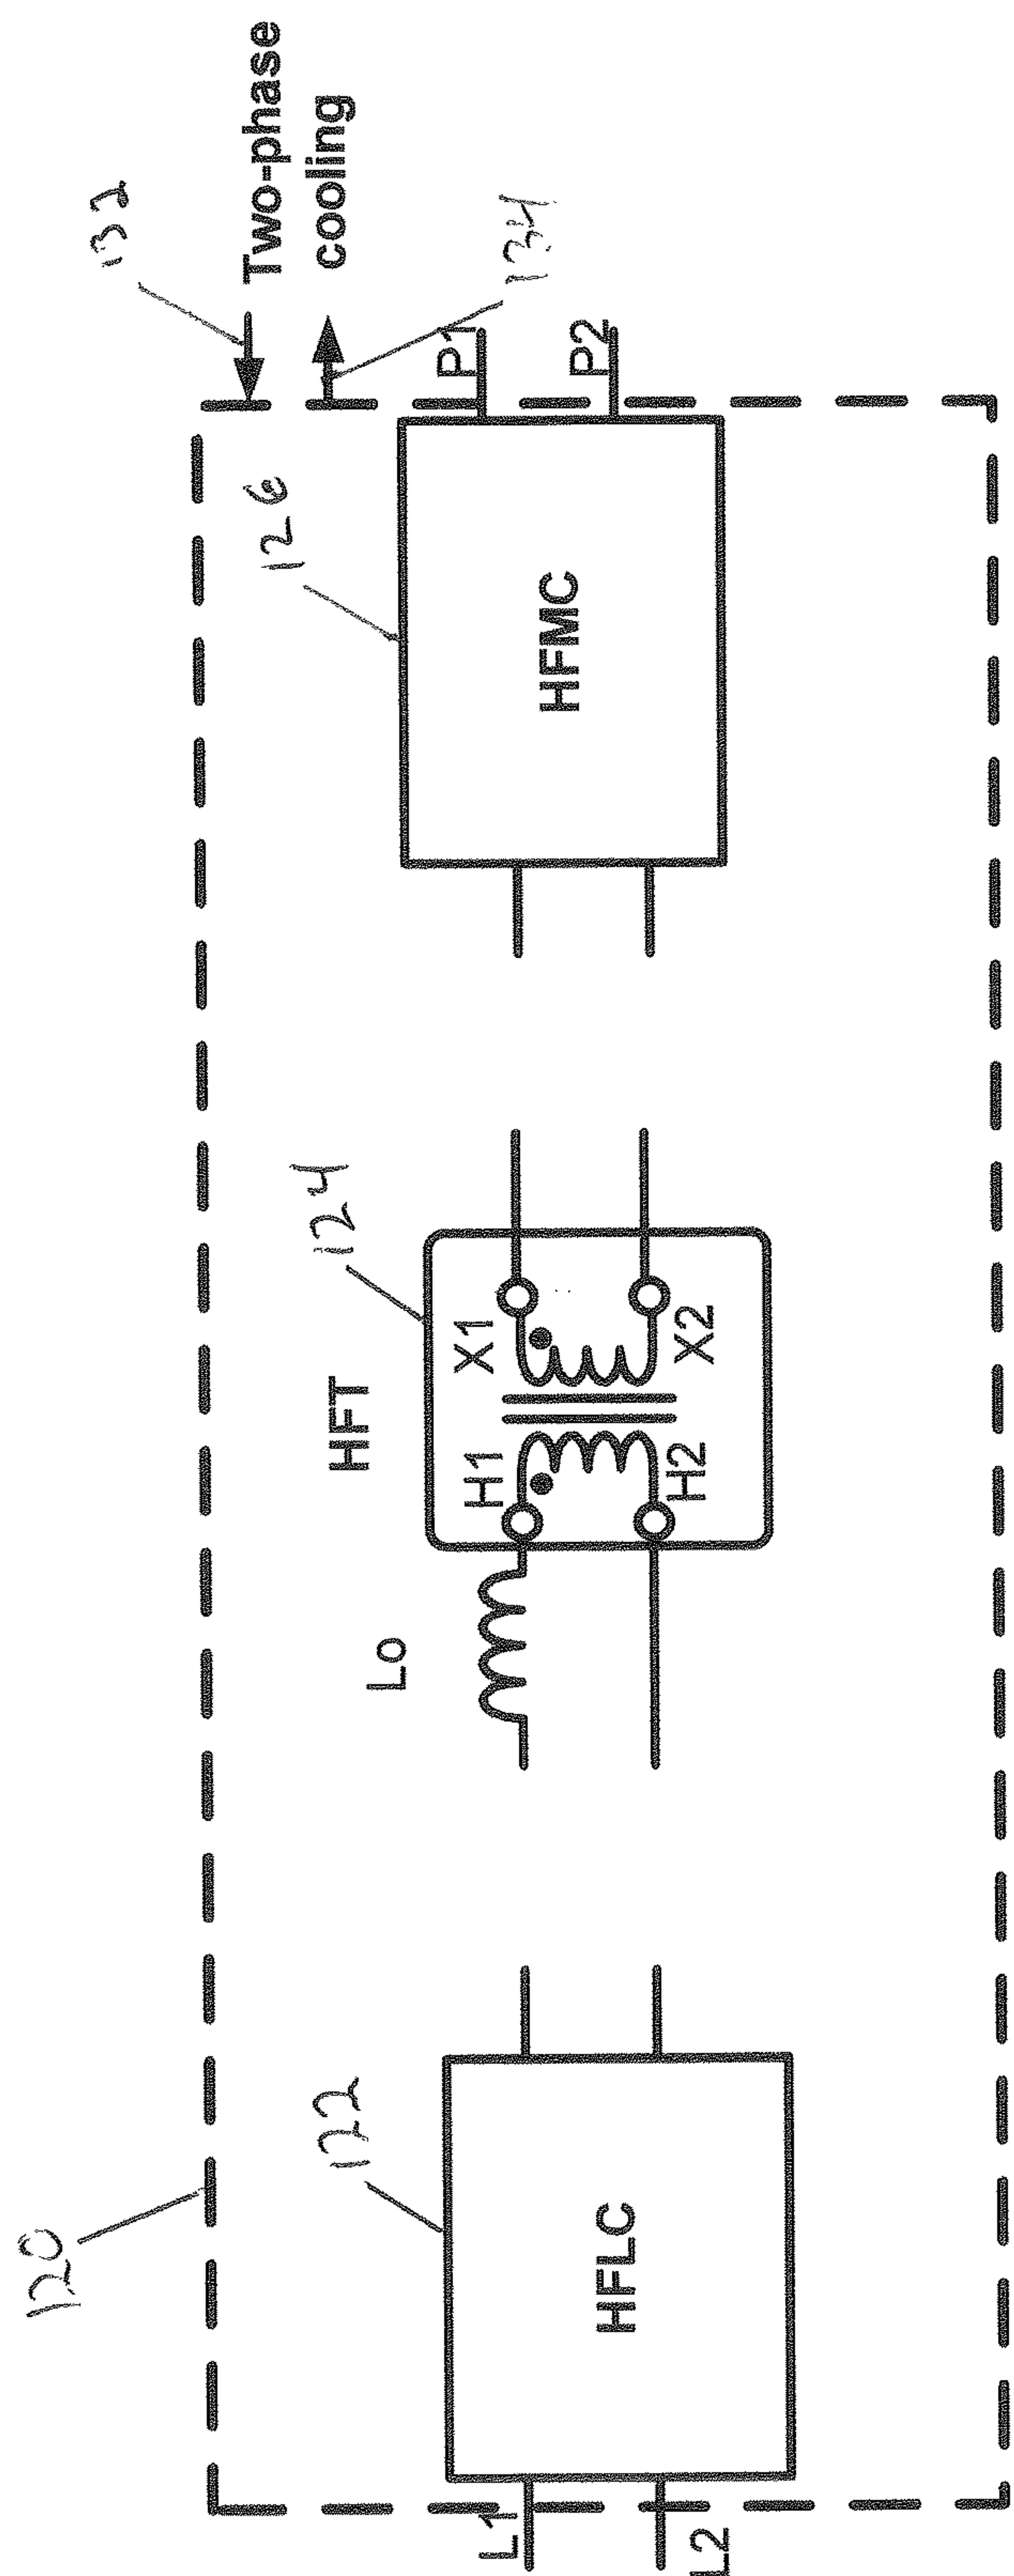 132
Two-phase
cooling
134
120
122
HFLC
L1
L2
Lo
HFT
124
H1
H2
X1
X2
126
HFMC
P1
P2